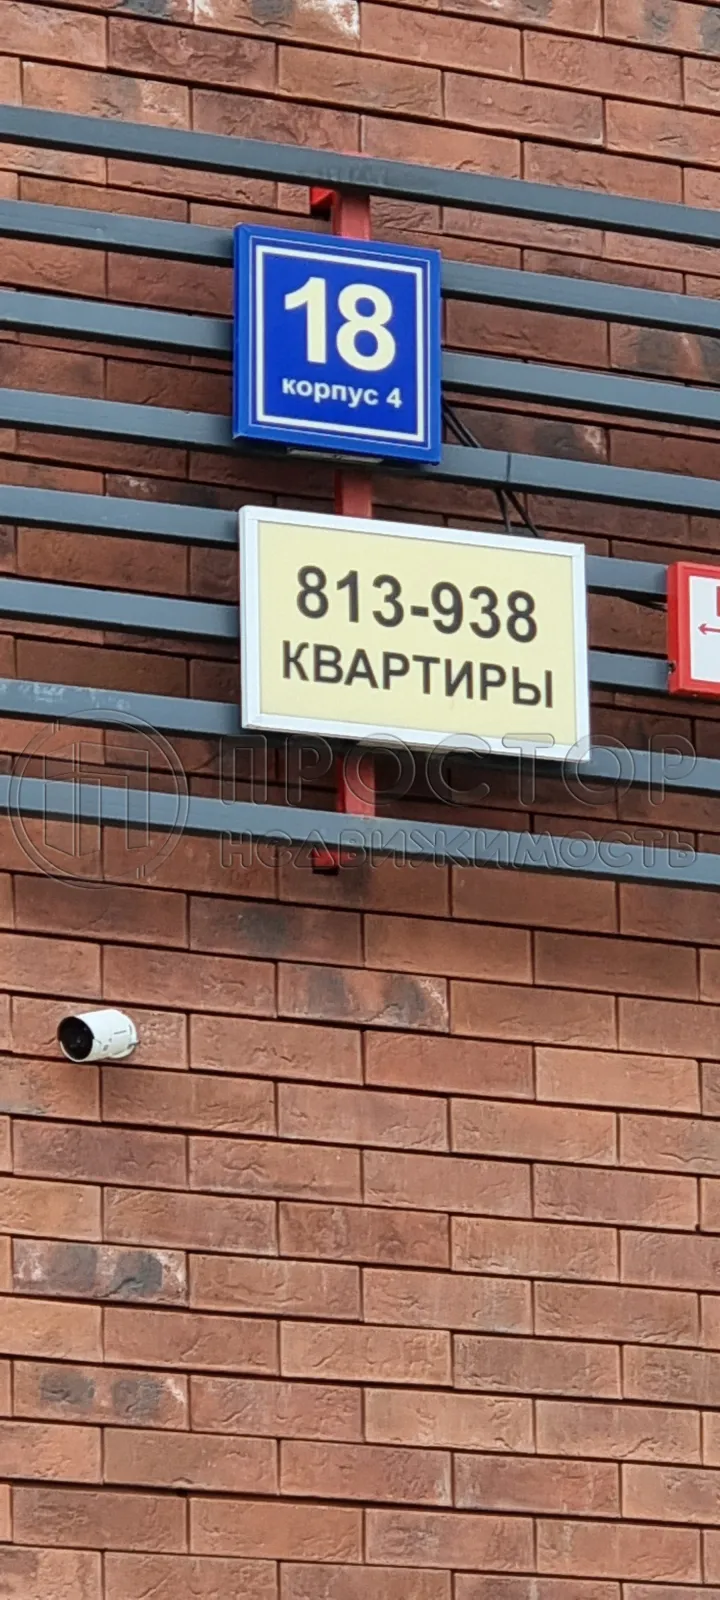 18
корпус 4
813-938
КВАРТИРЫ
ПРОСТОР
НЕДВИЖИМОСТЬ